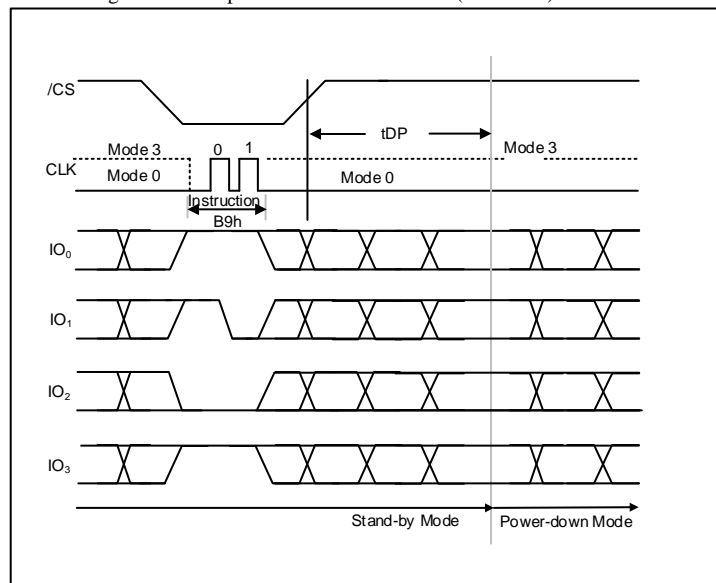 /CS
tDP
Mode 3 0 1 Mode 3
CLK
Mode 0 Mode 0
Instruction
B9h
IO₀
IO₁
IO₂
IO₃
Stand-by Mode Power-down Mode